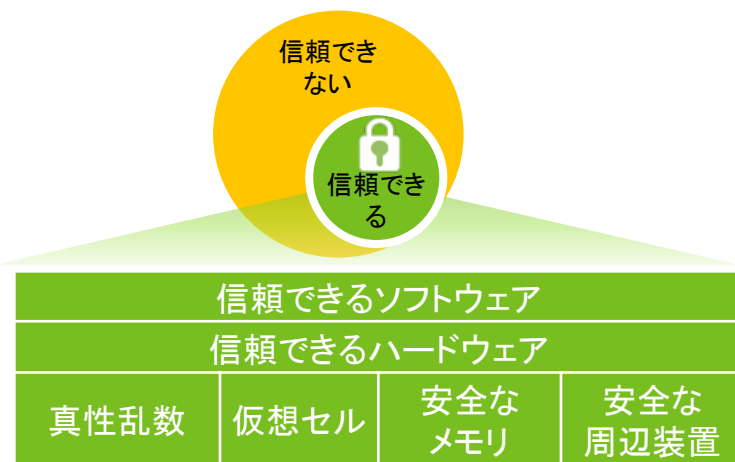 信頼でき
ない
信頼でき
る
信頼できるソフトウェア
信頼できるハードウェア
真性乱数
仮想セル
安全な
メモリ
安全な
周辺装置